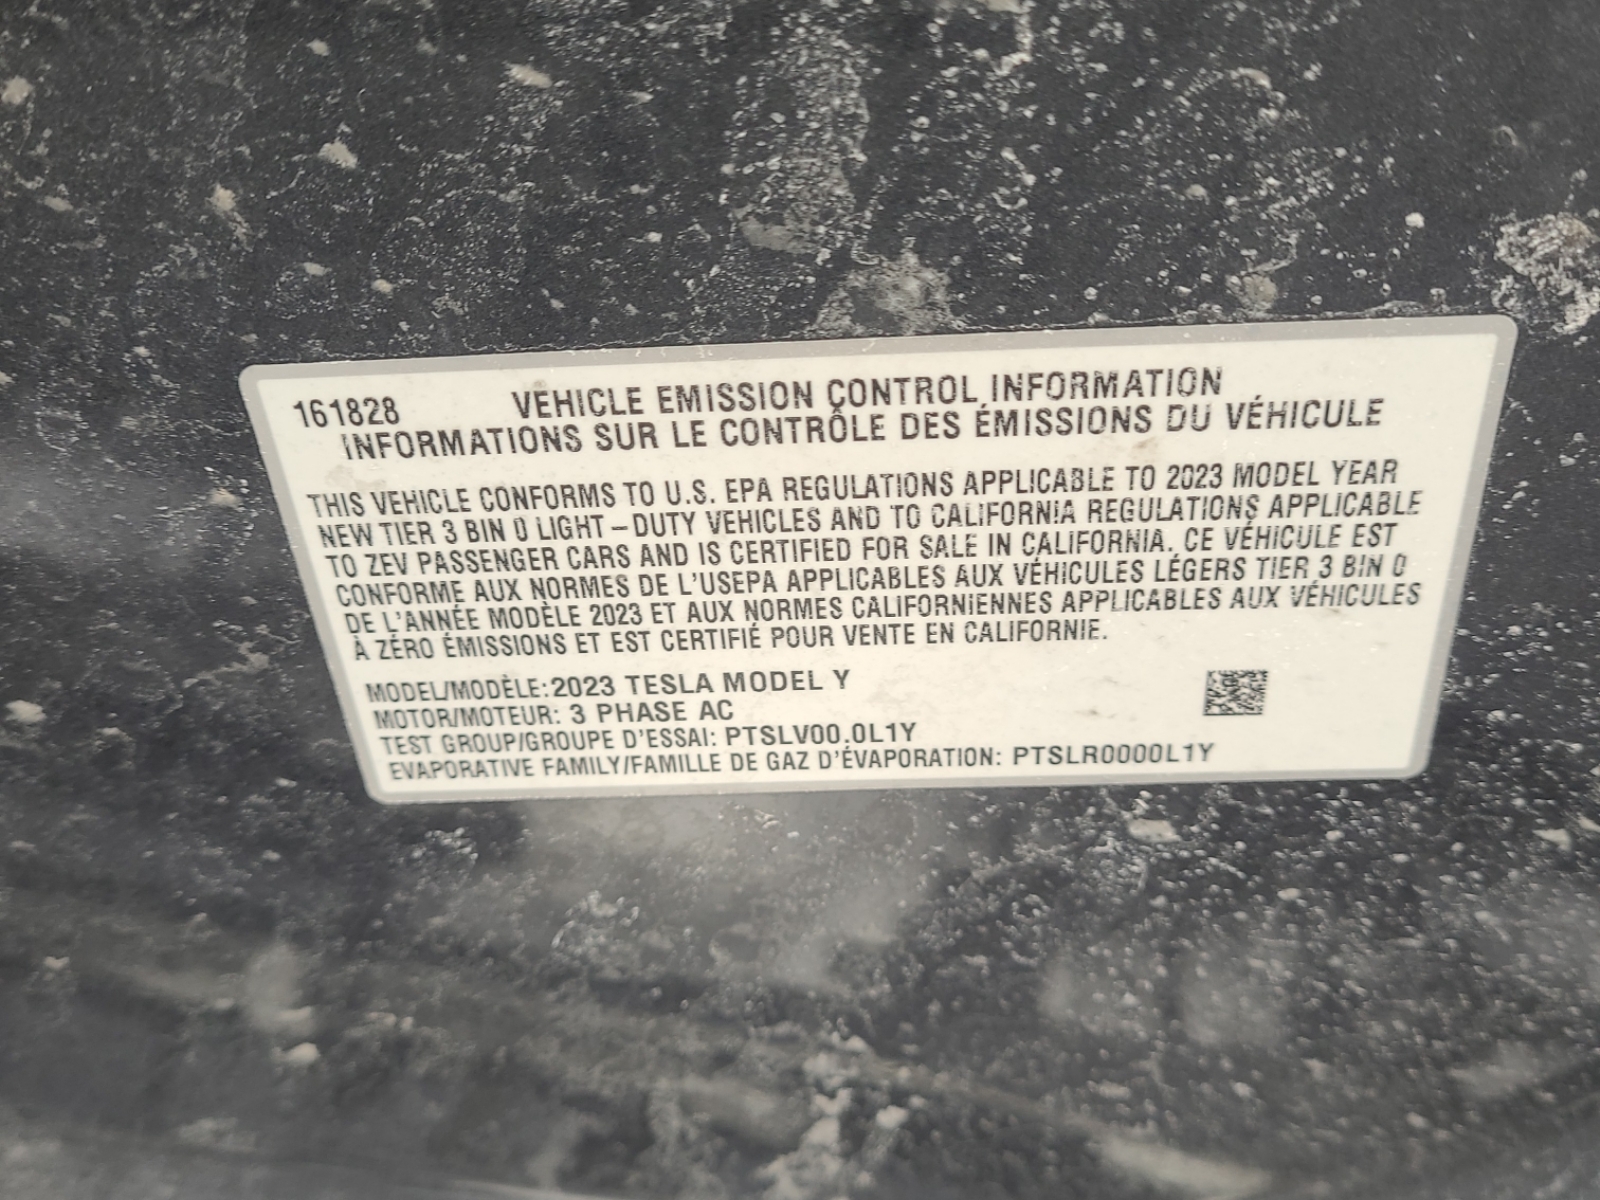 161828 VEHICLE EMISSION CONTROL INFORMATION
INFORMATIONS SUR LE CONTRÔLE DES ÉMISSIONS DU VÉHICULE
THIS VEHICLE CONFORMS TO U.S. EPA REGULATIONS APPLICABLE TO 2023 MODEL YEAR
NEW TIER 3 BIN 0 LIGHT-DUTY VEHICLES AND TO CALIFORNIA REGULATIONS APPLICABLE
TO ZEV PASSENGER CARS AND IS CERTIFIED FOR SALE IN CALIFORNIA. CE VÉHICULE EST
CONFORME AUX NORMES DE L'USEPA APPLICABLES AUX VÉHICULES LÉGERS TIER 3 BIN 0
DE L'ANNÉE MODÈLE 2023 ET AUX NORMES CALIFORNIENNES APPLICABLES AUX VÉHICULES
À ZÉRO ÉMISSIONS ET EST CERTIFIÉ POUR VENTE EN CALIFORNIE.
MODEL/MODÈLE:2023 TESLA MODEL Y
MOTOR/MOTEUR: 3 PHASE AC
TEST GROUP/GROUPE D'ESSAI: PTSLV00.0L1Y
EVAPORATIVE FAMILY/FAMILLE DE GAZ D'ÉVAPORATION: PTSLR0000L1Y